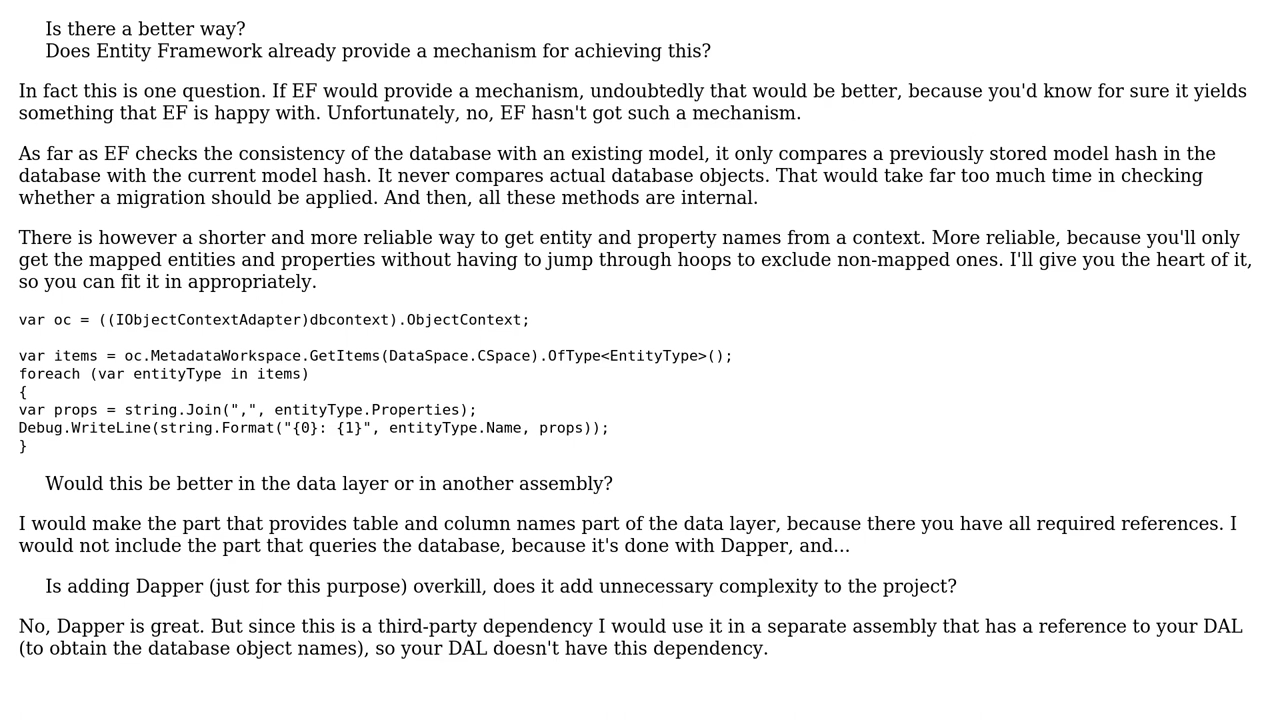 Is there a better way?
Does Entity Framework already provide a mechanism for achieving this?
In fact this is one question. If EF would provide a mechanism, undoubtedly that would be better, because you'd know for sure it yields
something that EF is happy with. Unfortunately, no, EF hasn't got such a mechanism.
As far as EF checks the consistency of the database with an existing model, it only compares a previously stored model hash in the
database with the current model hash. It never compares actual database objects. That would take far too much time in checking
whether a migration should be applied. And then, all these methods are internal.
There is however a shorter and more reliable way to get entity and property names from a context. More reliable, because you'll only
get the mapped entities and properties without having to jump through hoops to exclude non-mapped ones. I'll give you the heart of it,
so you can fit it in appropriately.
var oc = ((IObjectContextAdapter)dbcontext).ObjectContext;
var items = oc.MetadataWorkspace.GetItems(DataSpace.CSpace).OfType<EntityType>();
foreach (var entityType in items)
{
var props = string.Join(",", entityType.Properties);
Debug.WriteLine(string.Format("{0}: {1}", entityType.Name, props));
}
Would this be better in the data layer or in another assembly?
I would make the part that provides table and column names part of the data layer, because there you have all required references. I
would not include the part that queries the database, because it's done with Dapper, and...
Is adding Dapper (just for this purpose) overkill, does it add unnecessary complexity to the project?
No, Dapper is great. But since this is a third-party dependency I would use it in a separate assembly that has a reference to your DAL
(to obtain the database object names), so your DAL doesn't have this dependency.